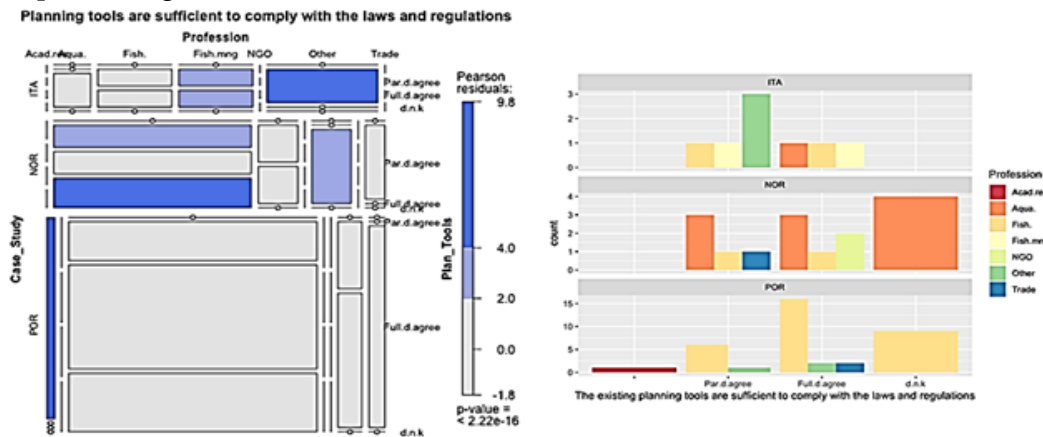 Planning tools are sufficient to comply with the laws and regulations
Profession
Aqua. Fish. Fish.mng NGO Other Trade
ITA
Par.d.agree
Full.d.agree
d.n.k
NOR
Par.d.agree
Full.d.agree
d.n.k
POR
Par.d.agree
Full.d.agree
d.n.k
Case_Study
Plan_Tools
Pearson
residuals:
9.8
4.0
2.0
0.0
-1.8
p-value =
< 2.22e-16
ITA
3
2
1
0
NOR
4
3
2
1
0
POR
15
10
5
0
count
Par.d.agree Full.d.agree d.n.k
The existing planning tools are sufficient to comply with the laws and regulations
Profession
Acad.re
Aqua.
Fish.
Fish.mn
NGO
Other
Trade